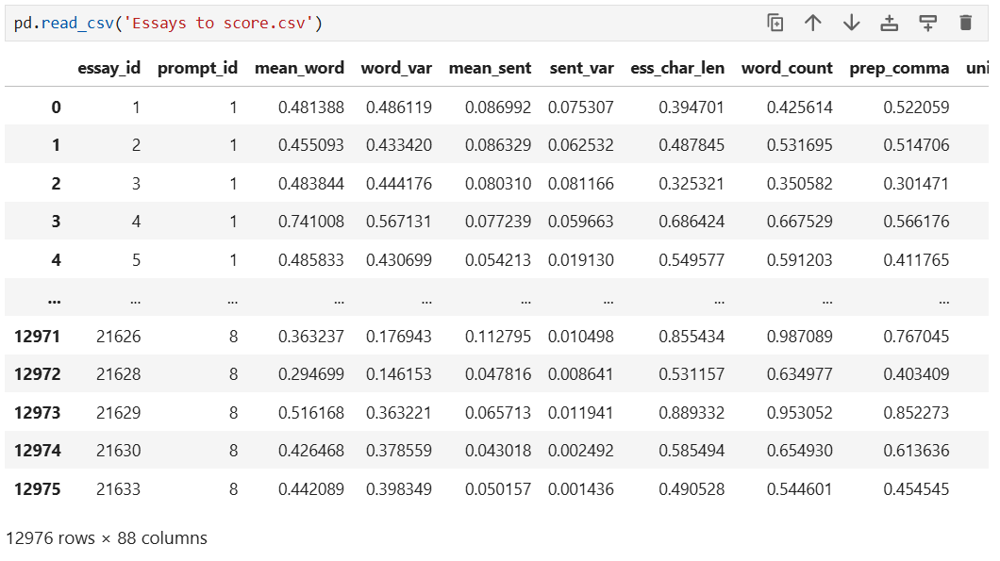 pd.read_csv('Essays to score.csv')
essay_id prompt_id mean_word word_var mean_sent sent_var ess_char_len word_count prep_comma uni
0 1 1 0.481388 0.486119 0.086992 0.075307 0.394701 0.425614 0.522059
1 2 1 0.455093 0.433420 0.086329 0.062532 0.487845 0.531695 0.514706
2 3 1 0.483844 0.444176 0.080310 0.081166 0.325321 0.350582 0.301471
3 4 1 0.741008 0.567131 0.077239 0.059663 0.686424 0.667529 0.566176
4 5 1 0.485833 0.430699 0.054213 0.019130 0.549577 0.591203 0.411765
... ... ... ... ... ... ... ... ... ...
12971 21626 8 0.363237 0.176943 0.112795 0.010498 0.855434 0.987089 0.767045
12972 21628 8 0.294699 0.146153 0.047816 0.008641 0.531157 0.634977 0.403409
12973 21629 8 0.516168 0.363221 0.065713 0.011941 0.889332 0.953052 0.852273
12974 21630 8 0.426468 0.378559 0.043018 0.002492 0.585494 0.654930 0.613636
12975 21633 8 0.442089 0.398349 0.050157 0.001436 0.490528 0.544601 0.454545
12976 rows × 88 columns